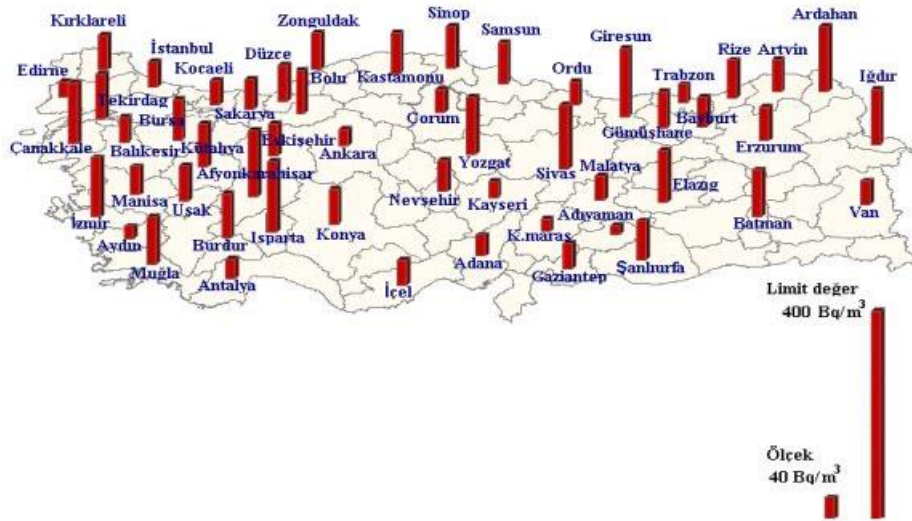 Kırklareli
Zonguldak
Sinop
Ardahan
İstanbul
Düzce
Samsun
Giresun
Rize Artvin
Edirne
Kocaeli
Bolu
Kastamonu
Ordu
Trabzon
Iğdır
Tekirdag
Bursa
Sakarya
Çorum
Bayburt
Gümüşhane
Çanakkale
Balıkesir
Kütahya
Eskişehir
Ankara
Yozgat
Erzurum
Afyonkarahisar
Sivas
Malatya
Manisa
Uşak
Nevşehir
Kayseri
Elazıg
Van
İzmir
Aydın
Burdur
Isparta
Konya
K.maraş
Adıyaman
Batman
Muğla
Antalya
Adana
Gaziantep
Şanlıurfa
İçel
Limit değer
400 Bq/m³
Ölçek
40 Bq/m³